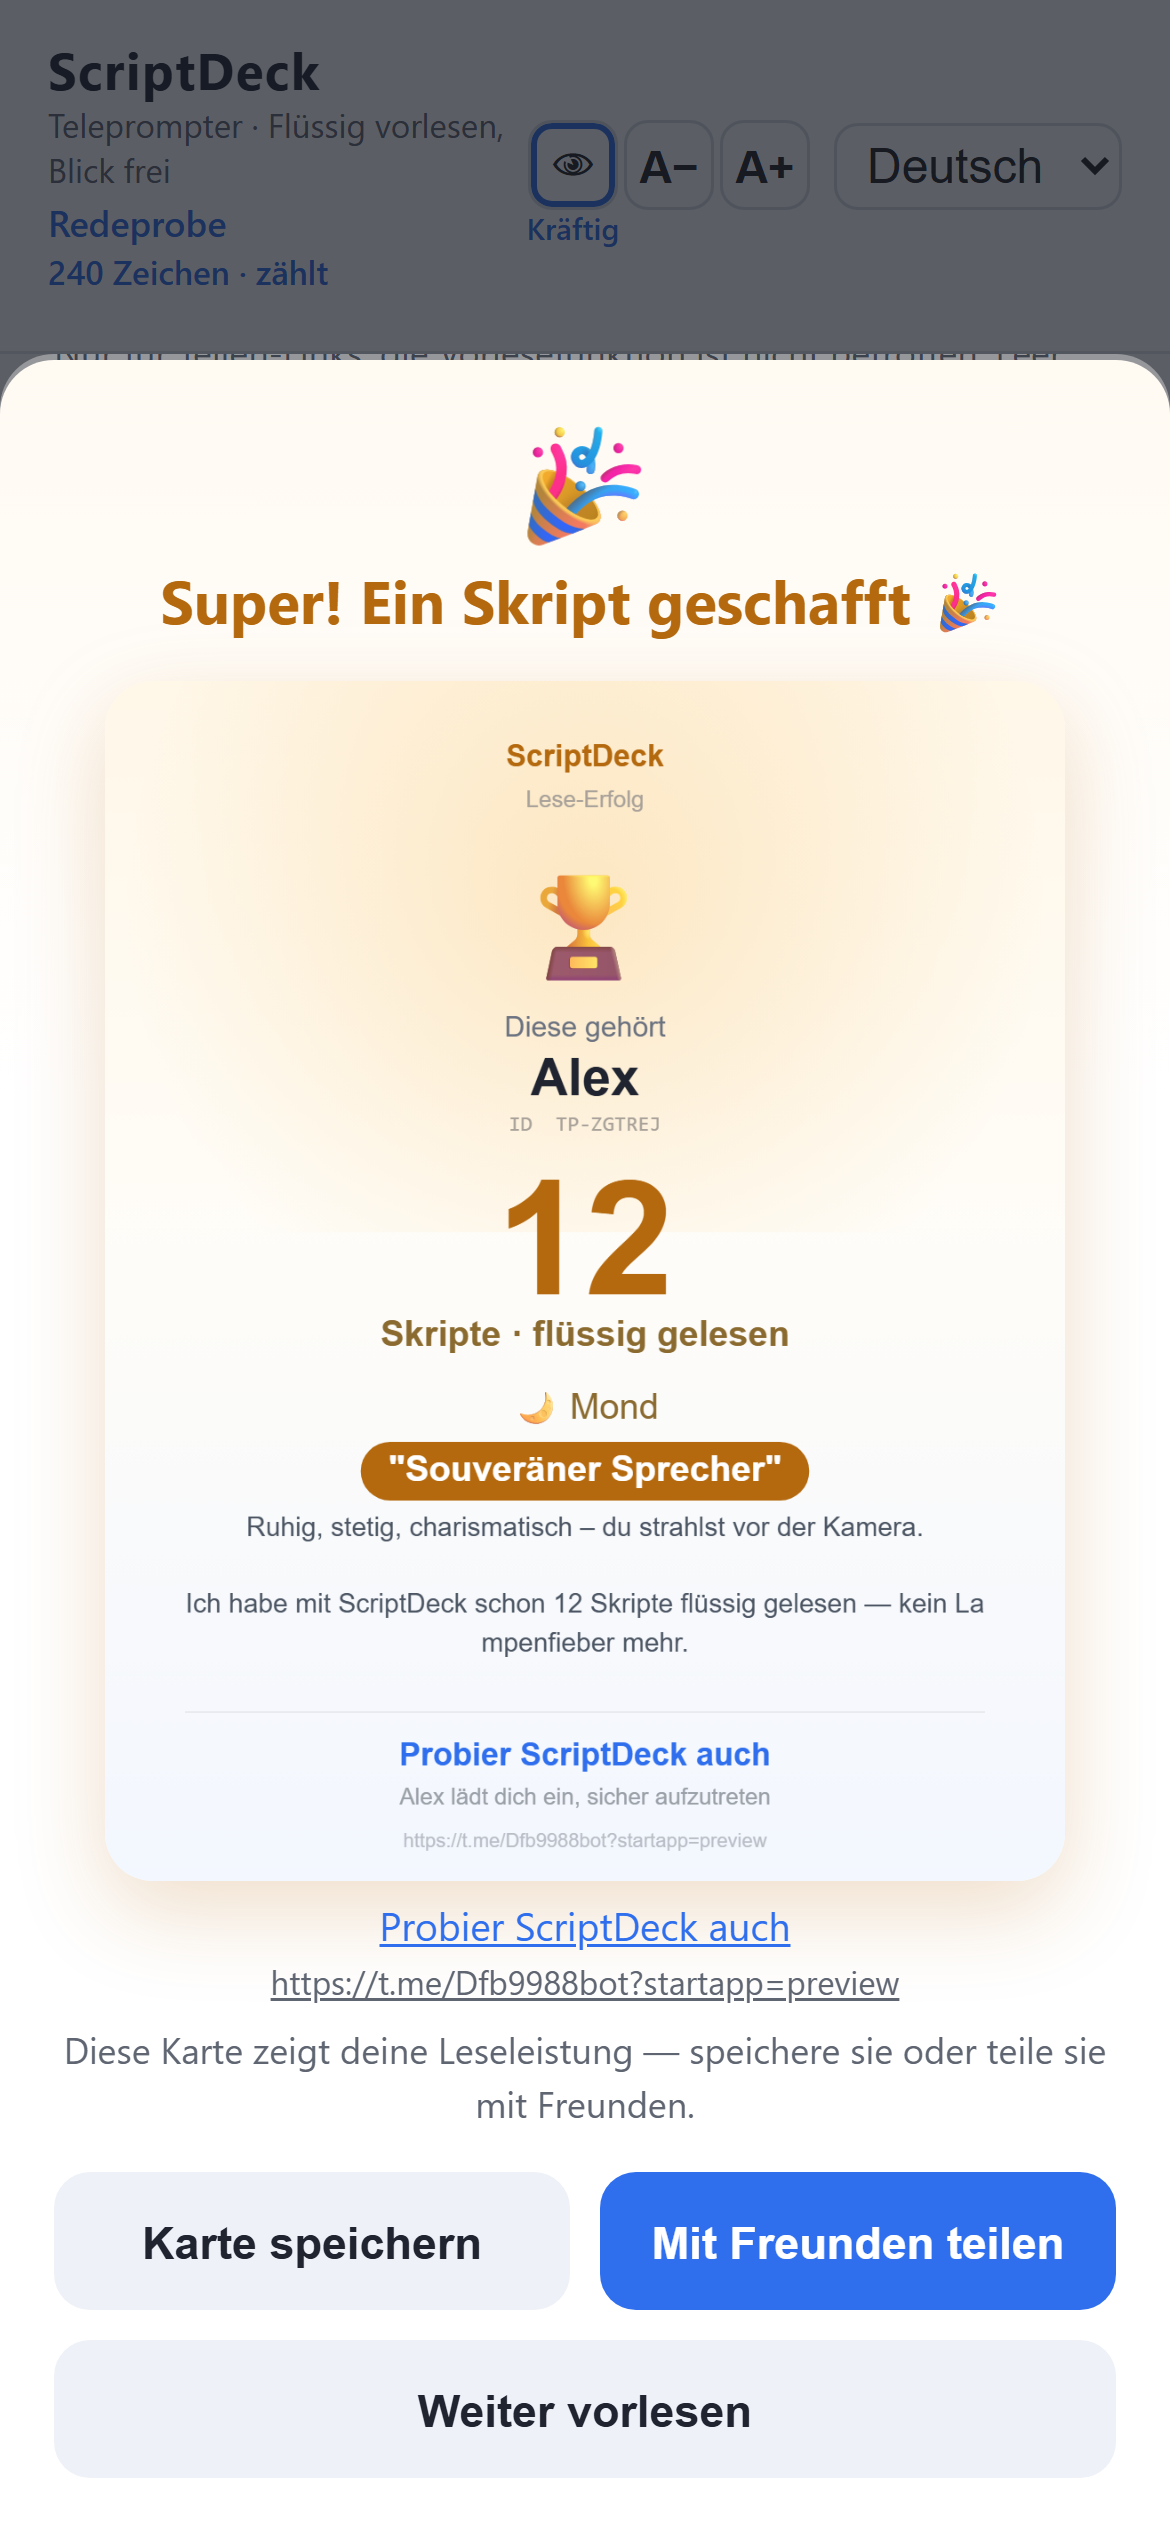 ScriptDeck
Teleprompter · Flüssig vorlesen,
Blick frei
Redeprobe
240 Zeichen · zählt
A−
A+
Deutsch
Kräftig
Super! Ein Skript geschafft 🎉
ScriptDeck
Lese-Erfolg
Diese gehört
Alex
ID TP-ZGTREJ
12
Skripte · flüssig gelesen
🌙 Mond
"Souveräner Sprecher"
Ruhig, stetig, charismatisch – du strahlst vor der Kamera.
Ich habe mit ScriptDeck schon 12 Skripte flüssig gelesen — kein La
mpenfieber mehr.
Probier ScriptDeck auch
Alex lädt dich ein, sicher aufzutreten
https://t.me/Dfb9988bot?startapp=preview
Probier ScriptDeck auch
https://t.me/Dfb9988bot?startapp=preview
Diese Karte zeigt deine Leseleistung — speichere sie oder teile sie
mit Freunden.
Karte speichern
Mit Freunden teilen
Weiter vorlesen